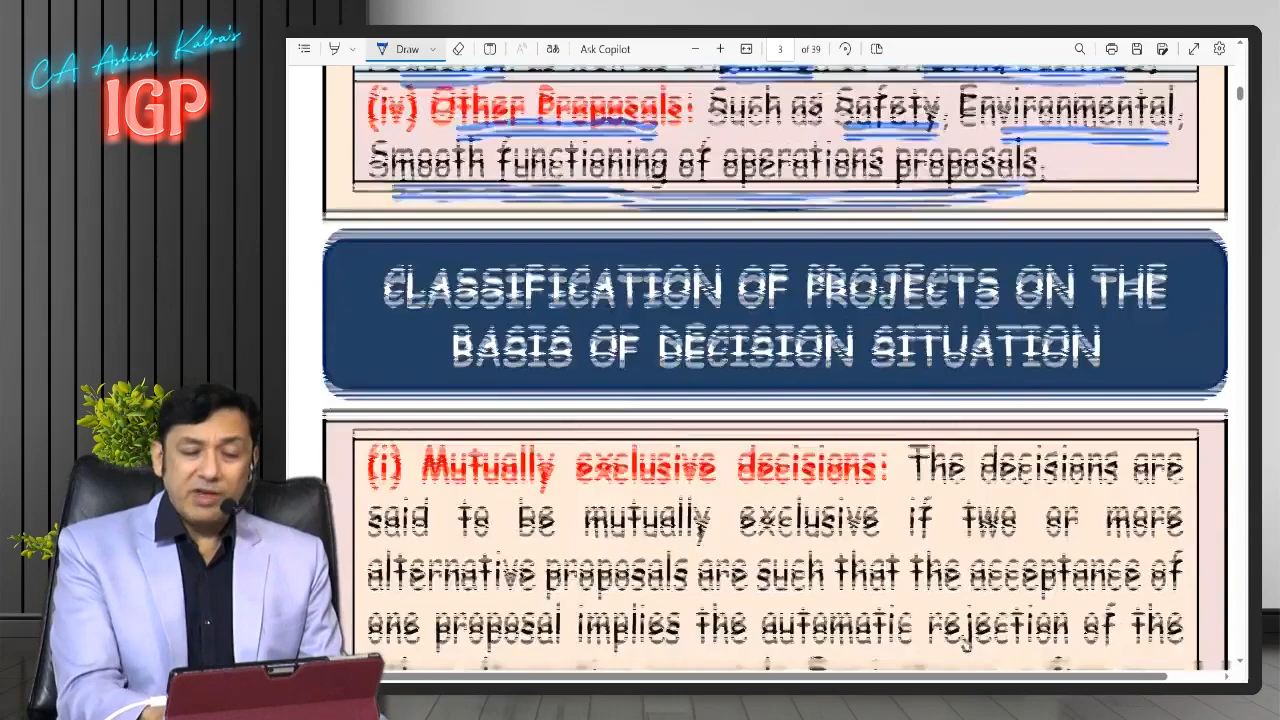 CA Ashish Kalra's
IGP
Draw
Ask Copilot
3 of 39
(iv) Other Proposals: Such as Safety, Environmental,
Smooth functioning of operations proposals.
CLASSIFICATION OF PROJECTS ON THE
BASIS OF DECISION SITUATION
(i) Mutually exclusive decisions: The decisions are
said to be mutually exclusive if two or more
alternative proposals are such that the acceptance of
one proposal implies the automatic rejection of the